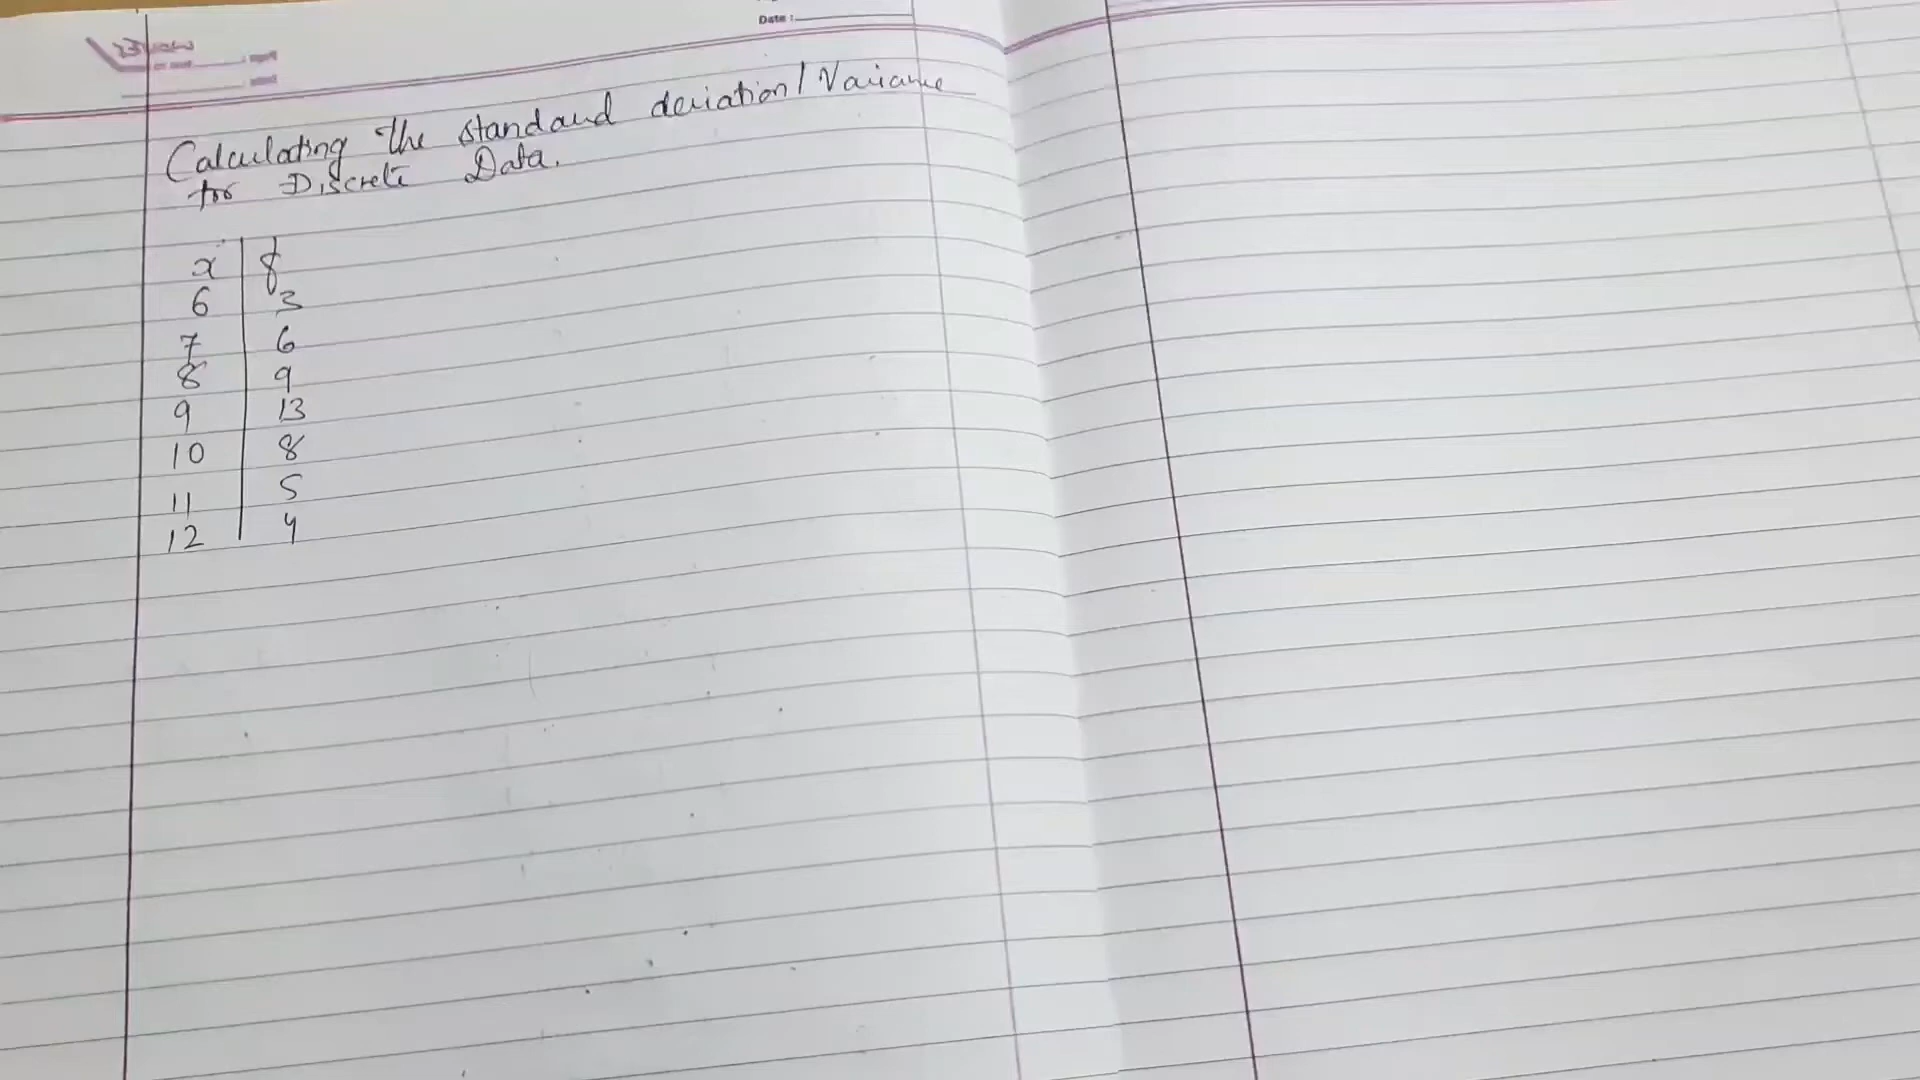 Date :
Calculating the standard deviation/Variance
for Discrete Data.
x f
6 3
7 6
8 9
9 13
10 8
11 5
12 4